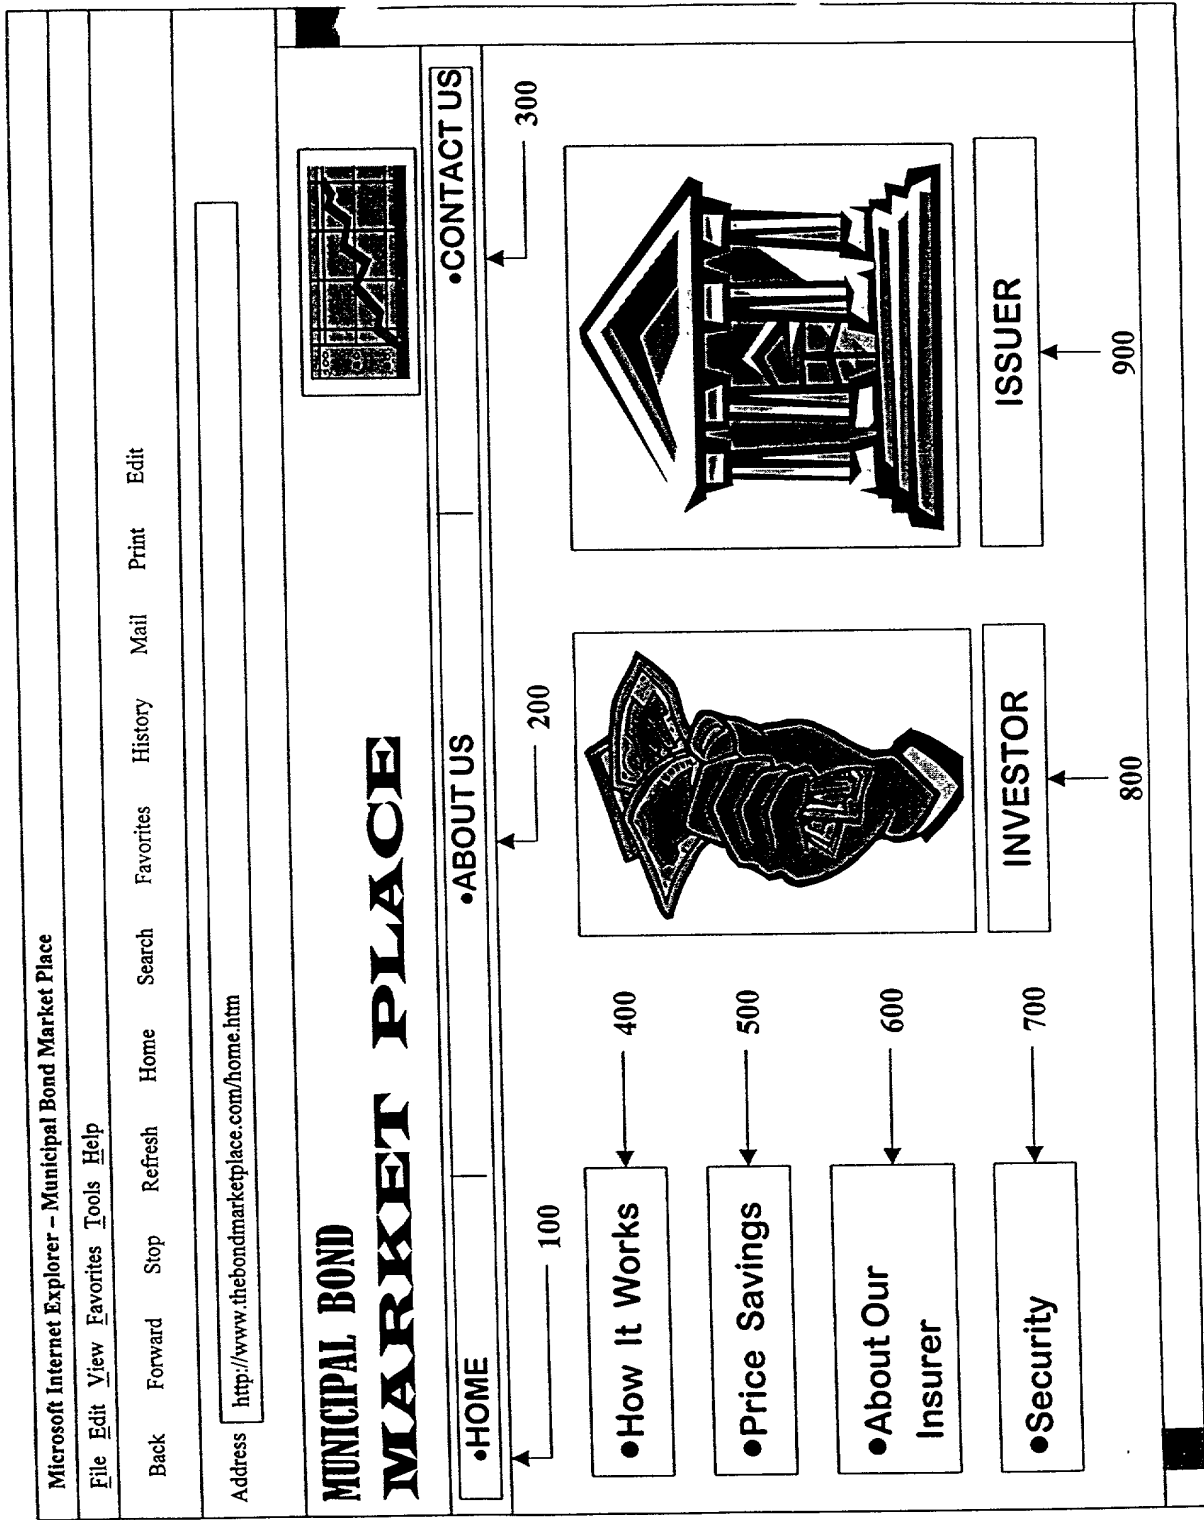 Microsoft Internet Explorer – Municipal Bond Market Place
File Edit View Favorites Tools Help
Back Forward Stop Refresh Home Search Favorites History Mail Print Edit
Address http://www.thebondmarketplace.com/home.htm
MUNICIPAL BOND
MARKET PLACE
•HOME •ABOUT US •CONTACT US
100 200 300
•How It Works 400
•Price Savings 500
•About Our
Insurer
600
•Security 700
INVESTOR ISSUER
800 900